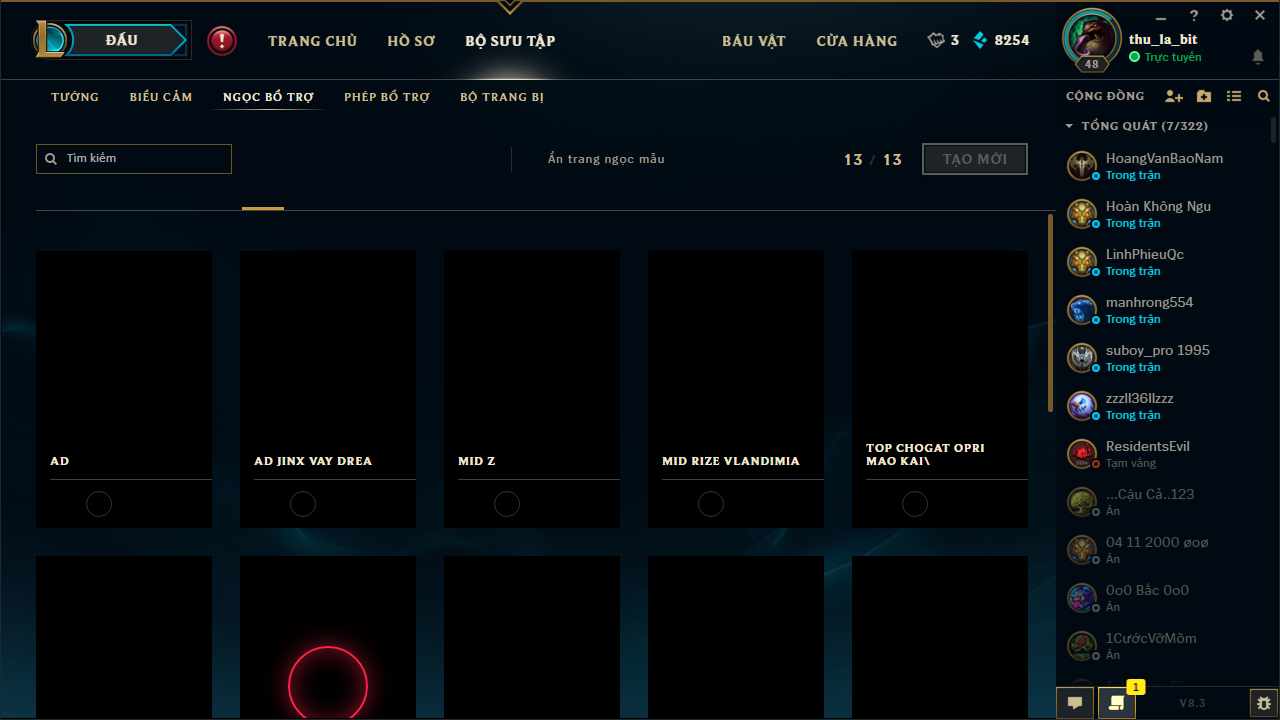 ĐẤU
TRANG CHỦ
HỒ SƠ
BỘ SƯU TẬP
BÁU VẬT
CỬA HÀNG
3
8254
48
thu_la_bit
Trực tuyến
TƯỚNG
BIỂU CẢM
NGỌC BỔ TRỢ
PHÉP BỔ TRỢ
BỘ TRANG BỊ
CỘNG ĐỒNG
Tìm kiếm
Ẩn trang ngọc mẫu
13 / 13
TẠO MỚI
AD
AD JINX VAY DREA
MID Z
MID RIZE VLANDIMIA
TOP CHOGAT OPRI
MAO KAI\
TỔNG QUÁT (7/322)
HoangVanBaoNam
Trong trận
Hoàn Không Ngu
Trong trận
LinhPhieuQc
Trong trận
manhrong554
Trong trận
suboy_pro 1995
Trong trận
zzzII36IIzzz
Trong trận
ResidentsEvil
Tạm vắng
...Cậu Cả..123
Ẩn
04 11 2000 øoø
Ẩn
0o0 Bắc 0o0
Ẩn
1CướcVỡMõm
Ẩn
1
V8.3